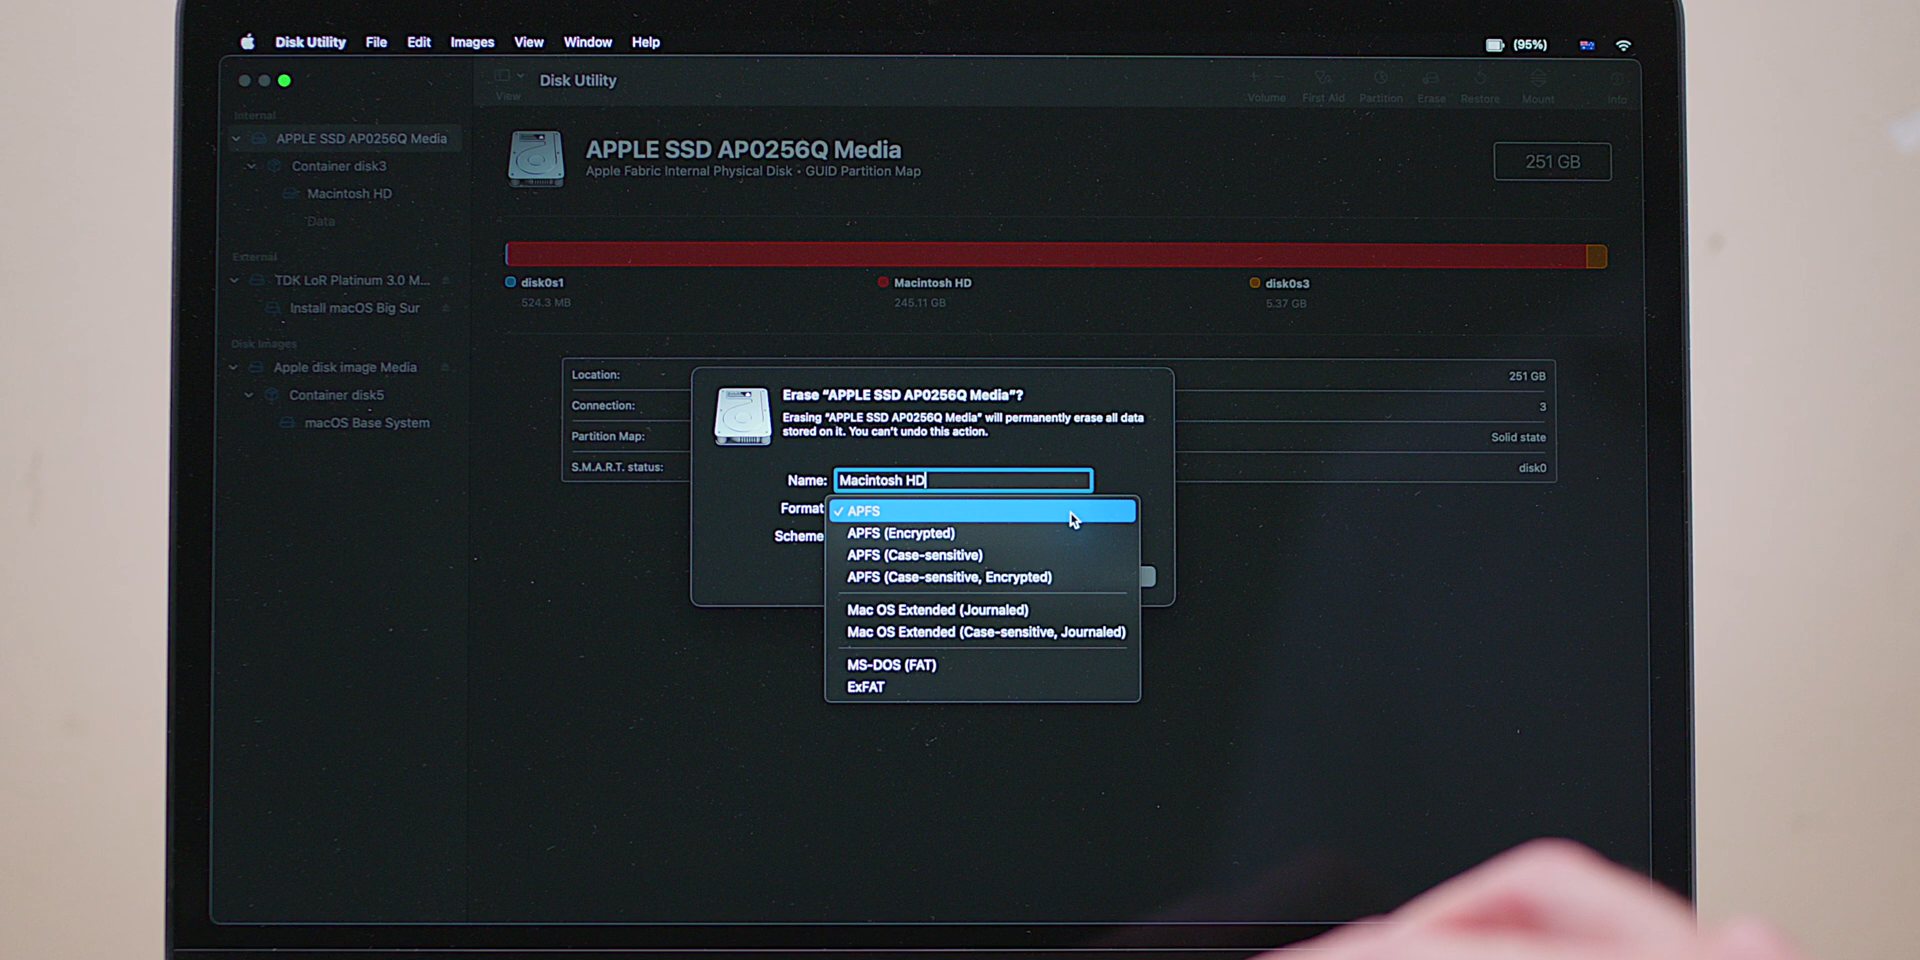 Disk Utility File Edit Images View Window Help
(95%)
Disk Utility
View
Volume First Aid Partition Erase Restore Mount Info
Internal
APPLE SSD AP0256Q Media
Container disk3
Macintosh HD
Data
External
TDK LoR Platinum 3.0 M...
Install macOS Big Sur
Disk Images
Apple disk image Media
Container disk5
macOS Base System
APPLE SSD AP0256Q Media
Apple Fabric Internal Physical Disk • GUID Partition Map
251 GB
disk0s1
524.3 MB
Macintosh HD
245.11 GB
disk0s3
5.37 GB
Location:
251 GB
Connection:
3
Partition Map:
Solid state
S.M.A.R.T. status:
disk0
Erase “APPLE SSD AP0256Q Media”?
Erasing “APPLE SSD AP0256Q Media” will permanently erase all data
stored on it. You can't undo this action.
Name: Macintosh HD
Format
Scheme
✓ APFS
APFS (Encrypted)
APFS (Case-sensitive)
APFS (Case-sensitive, Encrypted)
Mac OS Extended (Journaled)
Mac OS Extended (Case-sensitive, Journaled)
MS-DOS (FAT)
ExFAT